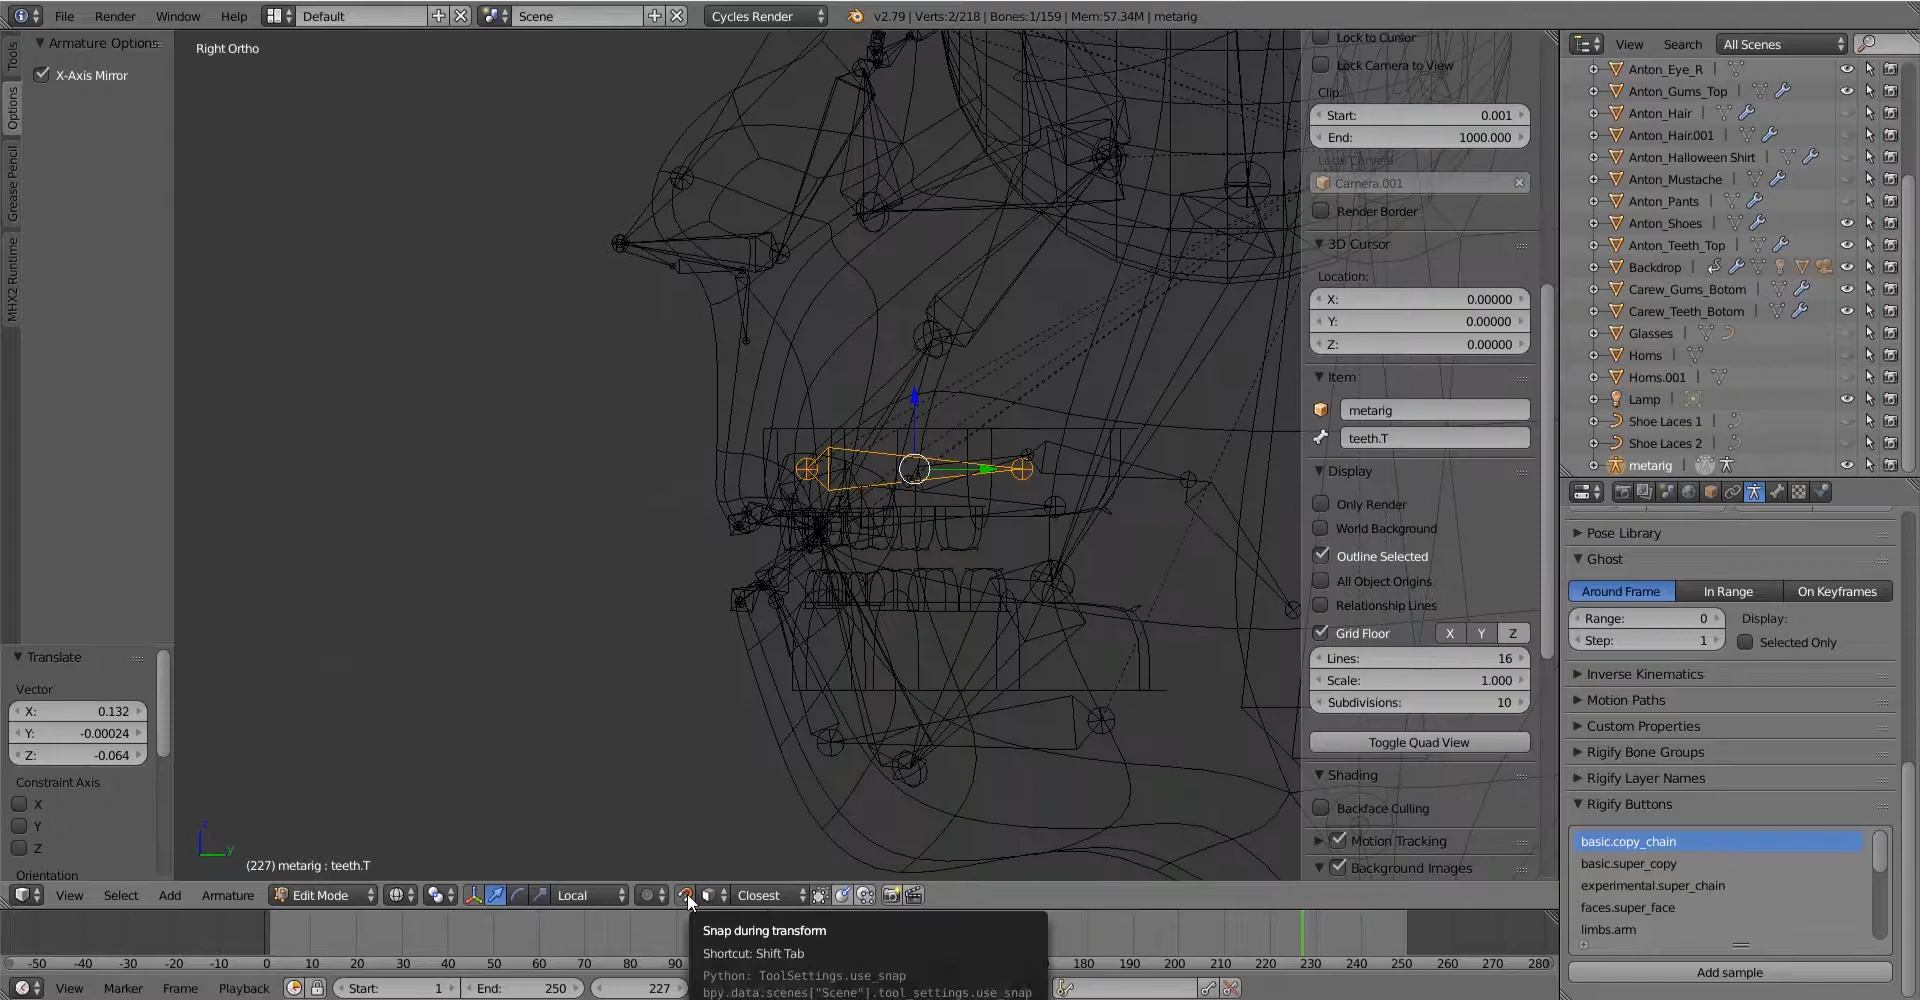 File Render Window Help Default Scene Cycles Render v2.79 | Verts:2/218 | Bones:1/159 | Mem:57.34M | metarig
Tools
Options
Grease Pencil
MHX2 Runtime
Armature Options
X-Axis Mirror
Translate
Vector
X: 0.132
Y: -0.00024
Z: -0.064
Constraint Axis
X
Y
Z
Orientation
Right Ortho
z
y
(227) metarig : teeth.T
Lock to Cursor
Lock Camera to View
Clip:
Start: 0.001
End: 1000.000
Local Camera:
Camera.001
Render Border
3D Cursor
Location:
X: 0.00000
Y: 0.00000
Z: 0.00000
Item
metarig
teeth.T
Display
Only Render
World Background
Outline Selected
All Object Origins
Relationship Lines
Grid Floor X Y Z
Lines: 16
Scale: 1.000
Subdivisions: 10
Toggle Quad View
Shading
Backface Culling
Motion Tracking
Background Images
View Search All Scenes
Anton_Eye_R
Anton_Gums_Top
Anton_Hair
Anton_Hair.001
Anton_Halloween Shirt
Anton_Mustache
Anton_Pants
Anton_Shoes
Anton_Teeth_Top
Backdrop
Carew_Gums_Botom
Carew_Teeth_Botom
Glasses
Horns
Horns.001
Lamp
Shoe Laces 1
Shoe Laces 2
metarig
Pose Library
Ghost
Around Frame In Range On Keyframes
Range: 0 Display:
Step: 1 Selected Only
Inverse Kinematics
Motion Paths
Custom Properties
Rigify Bone Groups
Rigify Layer Names
Rigify Buttons
basic.copy_chain
basic.super_copy
experimental.super_chain
faces.super_face
limbs.arm
Add sample
View Select Add Armature Edit Mode Local Closest
Snap during transform
Shortcut: Shift Tab
Python: ToolSettings.use_snap
bpy.data.scenes["Scene"].tool_settings.use_snap
-50 -40 -30 -20 -10 0 10 20 30 40 50 60 70 80 90 180 190 200 210 220 230 240 250 260 270 280
View Marker Frame Playback Start: 1 End: 250 227